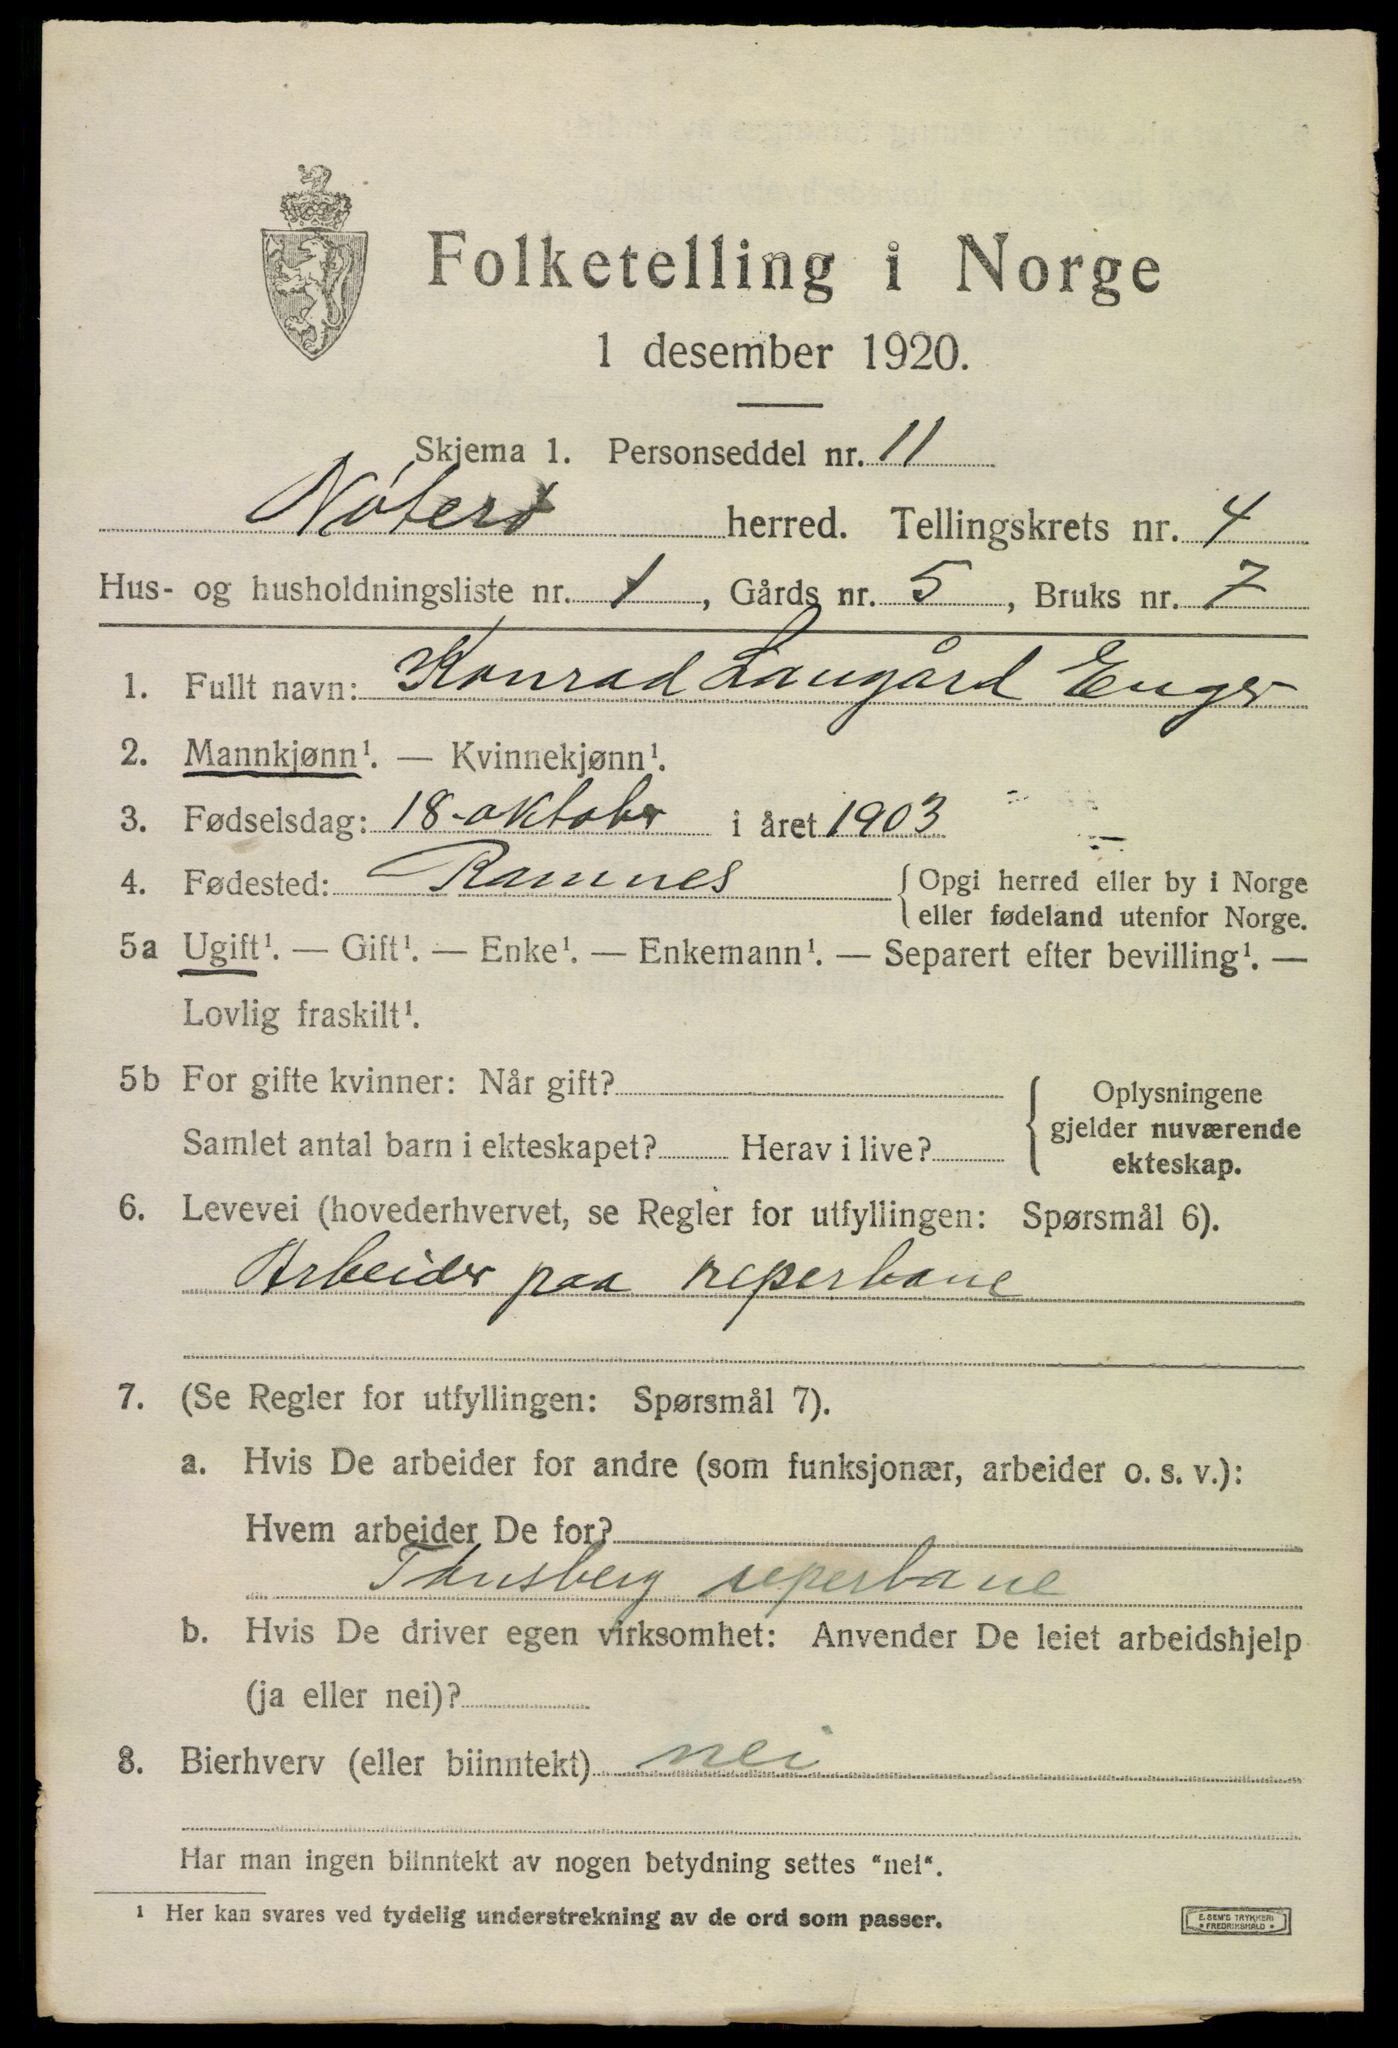 Folketelling i Norge
1 desember 1920.
Skjema 1. Personseddel nr. 11
Nøterø herred. Tellingskrets nr. 4
Hus- og husholdningsliste nr. 1, Gårds nr. 5, Bruks nr. 7
1. Fullt navn: Konrad Laugård Enger
2. Mannkjønn¹. — Kvinnekjønn¹.
3. Fødselsdag: 18-oktober i året 1903
4. Fødested: Ramnes { Opgi herred eller by i Norge
eller fødeland utenfor Norge.
5a Ugift¹. — Gift¹. — Enke¹. — Enkemann¹. — Separert efter bevilling¹. —
Lovlig fraskilt¹.
5b For gifte kvinner: Når gift?
Samlet antal barn i ekteskapet? Herav i live?
{ Oplysningene
gjelder nuværende
ekteskap.
6. Levevei (hovederhvervet, se Regler for utfyllingen: Spørsmål 6).
Arbeider paa reperbane
7. (Se Regler for utfyllingen: Spørsmål 7).
a. Hvis De arbeider for andre (som funksjonær, arbeider o. s. v.):
Hvem arbeider De for?
Tønsberg reperbane
b. Hvis De driver egen virksomhet: Anvender De leiet arbeidshjelp
(ja eller nei)?
8. Bierhverv (eller biinntekt) nei
Har man ingen biinntekt av nogen betydning settes "nei".
¹ Her kan svares ved tydelig understrekning av de ord som passer.
E. SEM'S TRYKKERI
FREDRIKSHALD